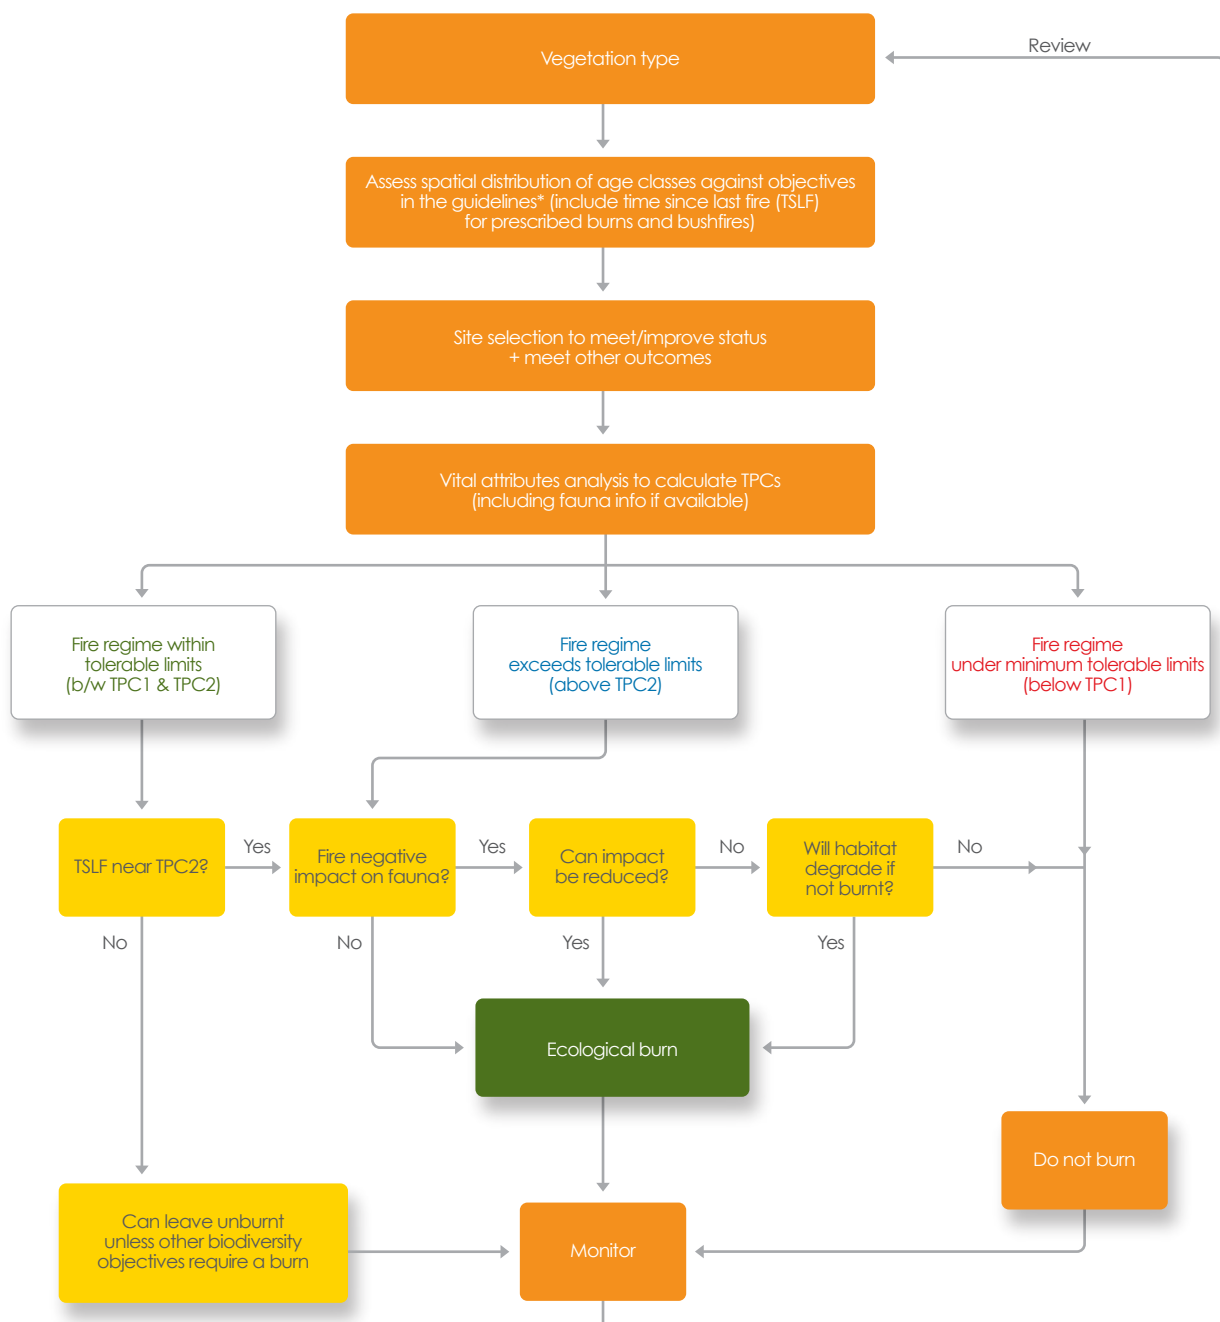 Vegetation type
Review
Assess spatial distribution of age classes against objectives
in the guidelines* (include time since last fire (TSLF)
for prescribed burns and bushfires)
Site selection to meet/improve status
+ meet other outcomes
Vital attributes analysis to calculate TPCs
(including fauna info if available)
Fire regime within
tolerable limits
(b/w TPC1 & TPC2)
Fire regime
exceeds tolerable limits
(above TPC2)
Fire regime
under minimum tolerable limits
(below TPC1)
TSLF near TPC2?
Yes
Fire negative
impact on fauna?
Yes
Can impact
be reduced?
No
Will habitat
degrade if
not burnt?
No
No
No
Yes
Yes
Ecological burn
Do not burn
Can leave unburnt
unless other biodiversity
objectives require a burn
Monitor